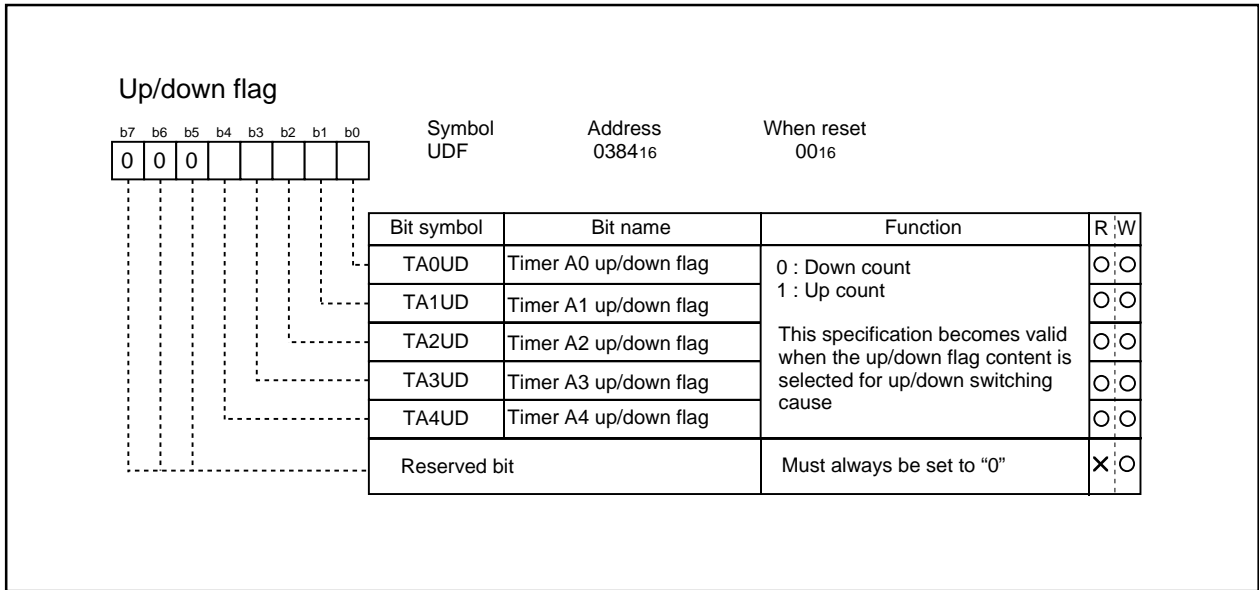 Up/down flag
b7 b6 b5 b4 b3 b2 b1 b0
0 0 0
Symbol Address When reset
UDF 038416 0016
Bit symbol Bit name Function R W
TA0UD Timer A0 up/down flag
TA1UD Timer A1 up/down flag
TA2UD Timer A2 up/down flag
TA3UD Timer A3 up/down flag
TA4UD Timer A4 up/down flag
0 : Down count
1 : Up count
This specification becomes valid
when the up/down flag content is
selected for up/down switching
cause
Reserved bit Must always be set to “0”